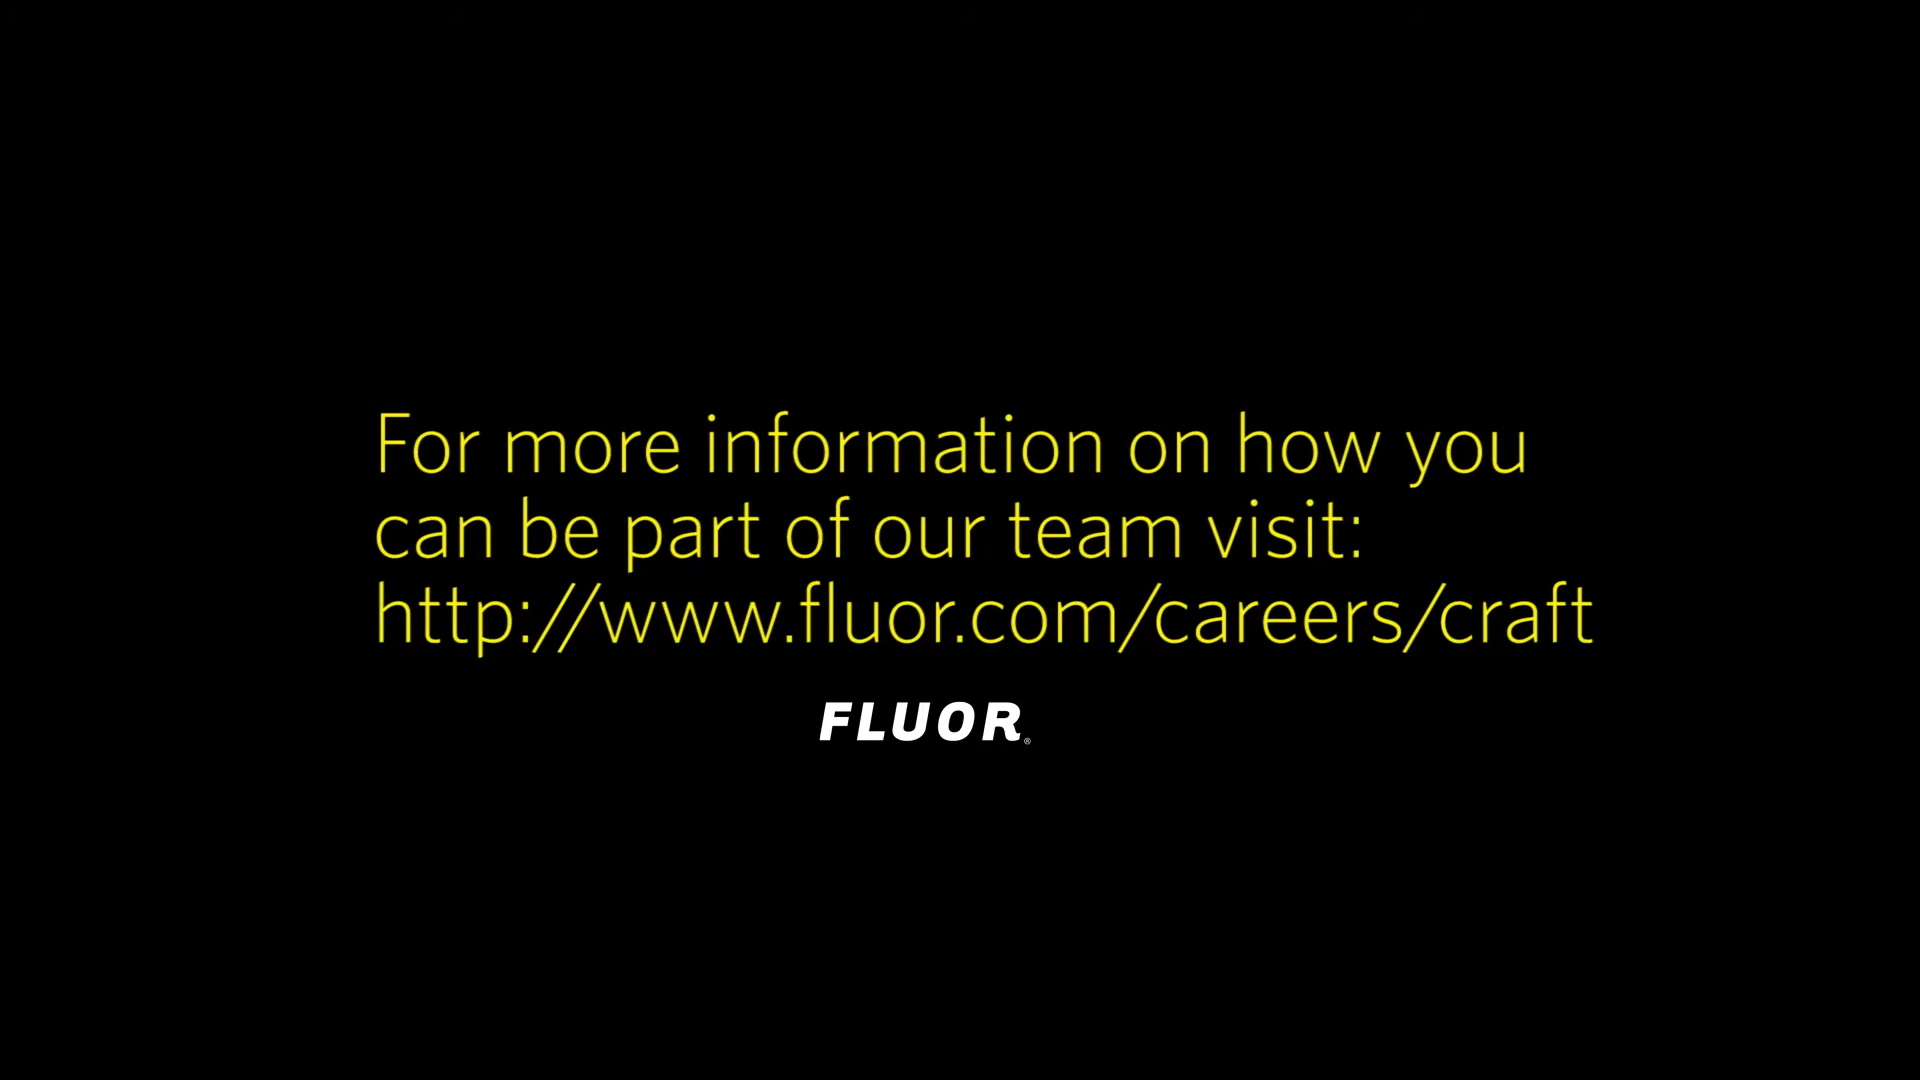 For more information on how you
can be part of our team visit:
http://www.fluor.com/careers/craft
FLUOR®